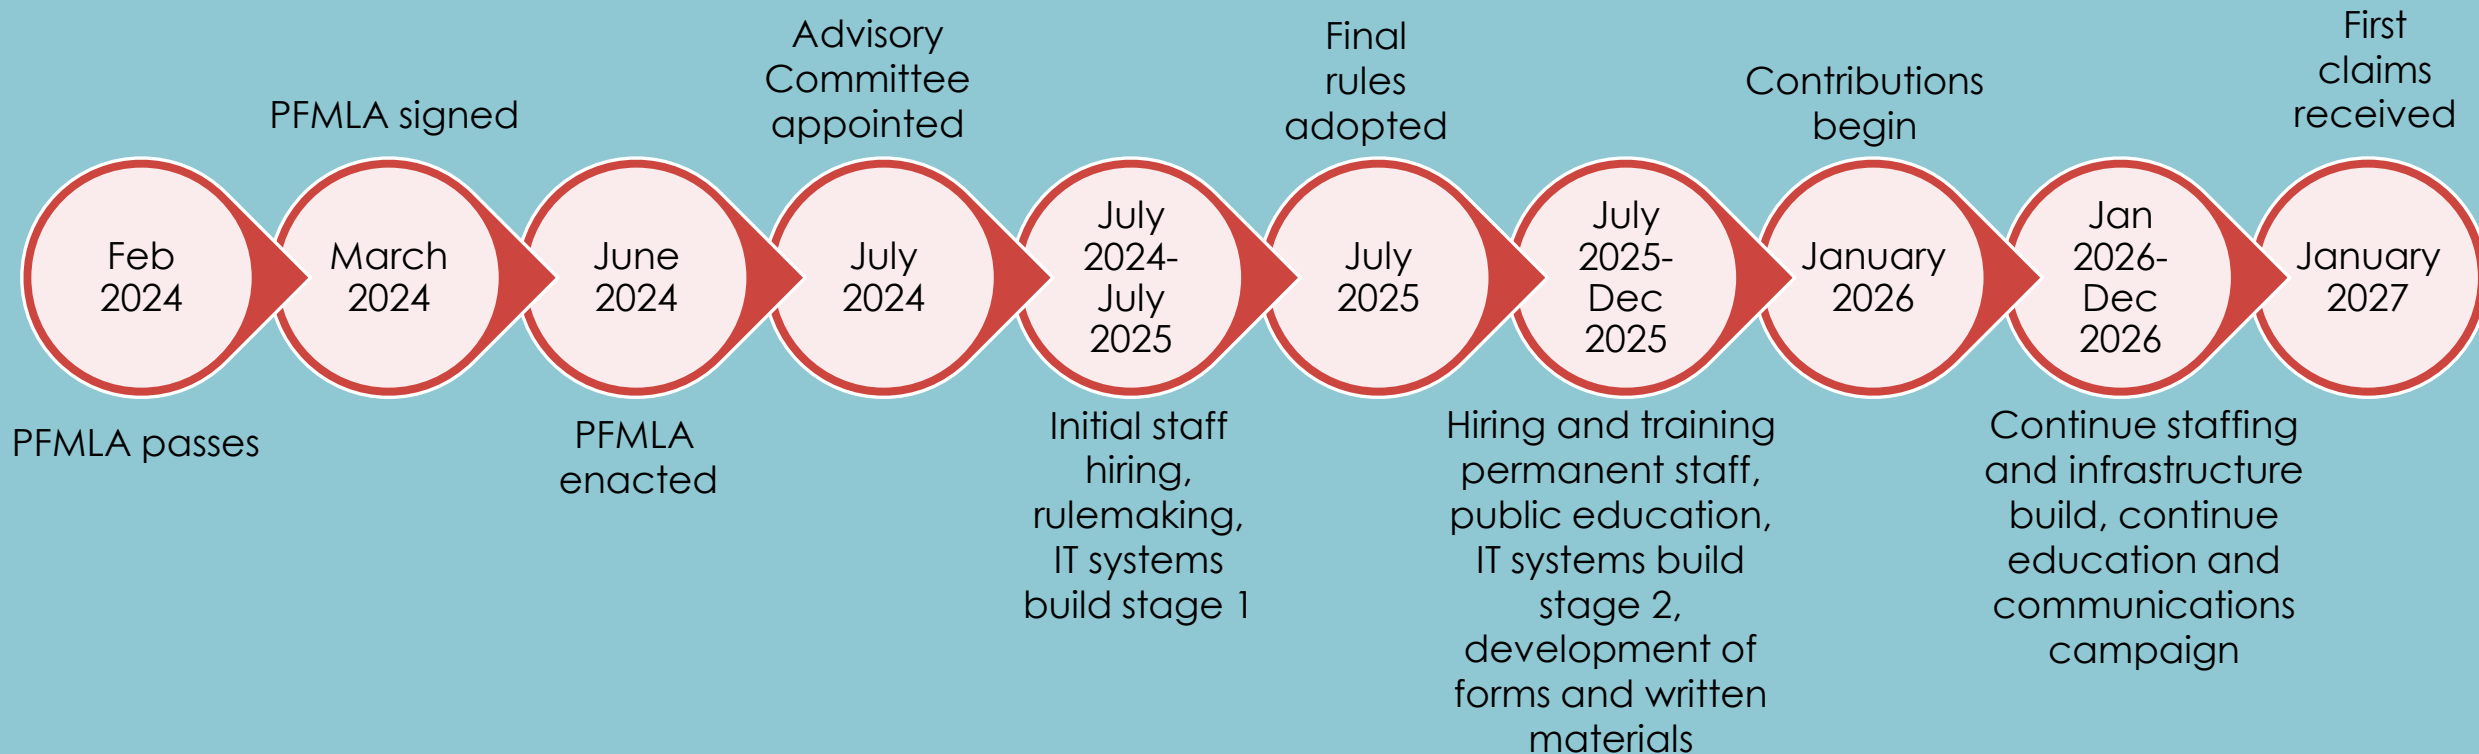 PFMLA signed
Advisory
Committee
appointed
Final
rules
adopted
Contributions
begin
First
claims
received
Feb
2024
March
2024
June
2024
July
2024
July
2024-
July
2025
July
2025
July
2025-
Dec
2025
January
2026
Jan
2026-
Dec
2026
January
2027
PFMLA passes
PFMLA
enacted
Initial staff
hiring,
rulemaking,
IT systems
build stage 1
Hiring and training
permanent staff,
public education,
IT systems build
stage 2,
development of
forms and written
materials
Continue staffing
and infrastructure
build, continue
education and
communications
campaign